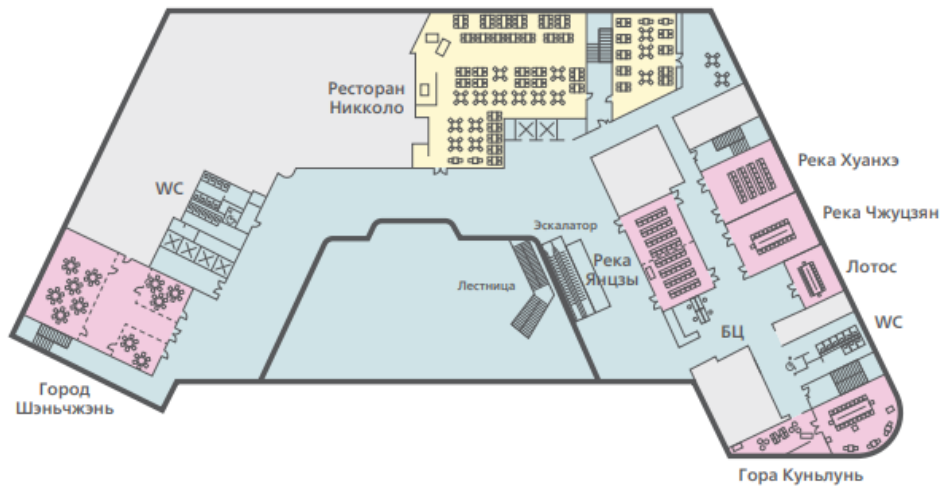 Ресторан
Никколо
WC
Река Хуанхэ
Река Чжуцзян
Эскалатор
Река
Янцзы
Лотос
Лестница
WC
БЦ
Город
Шэньчжэнь
Гора Куньлунь